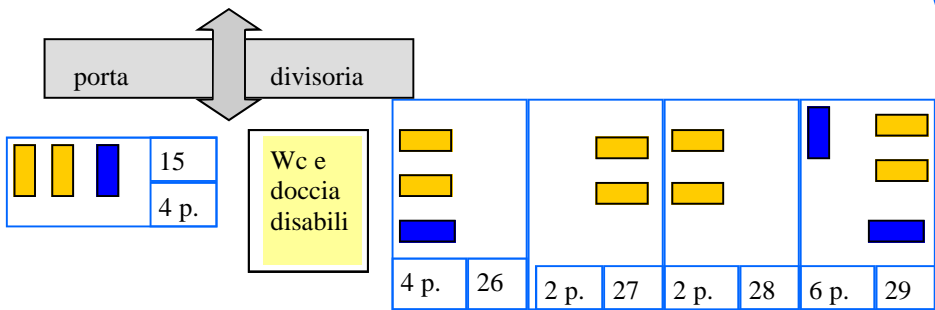 porta divisoria
15
4 p.
Wc e
doccia
disabili
4 p. 26 2 p. 27 2 p. 28 6 p. 29